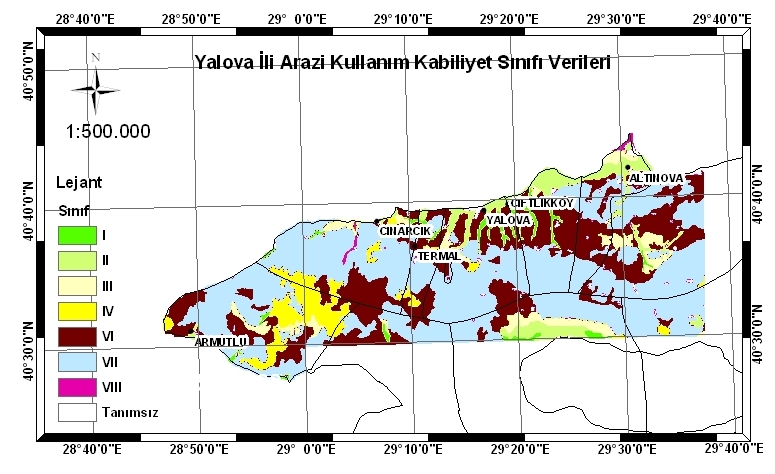 28°40'0"E 28°50'0"E 29° 0'0"E 29°10'0"E 29°20'0"E 29°30'0"E 29°40'0"E
Yalova İli Arazi Kullanım Kabiliyet Sınıfı Verileri
N
1:500.000
40°50'0"N
40°50'0"N
40°40'0"N
40°40'0"N
40°30'0"N
40°30'0"N
ALTINOVA
ÇİFTLİKKÖY
YALOVA
ÇINARCIK
TERMAL
ARMUTLU
Lejant
Sınıf
I
II
III
IV
VI
VII
VIII
Tanımsız
28°40'0"E 28°50'0"E 29° 0'0"E 29°10'0"E 29°20'0"E 29°30'0"E 29°40'0"E